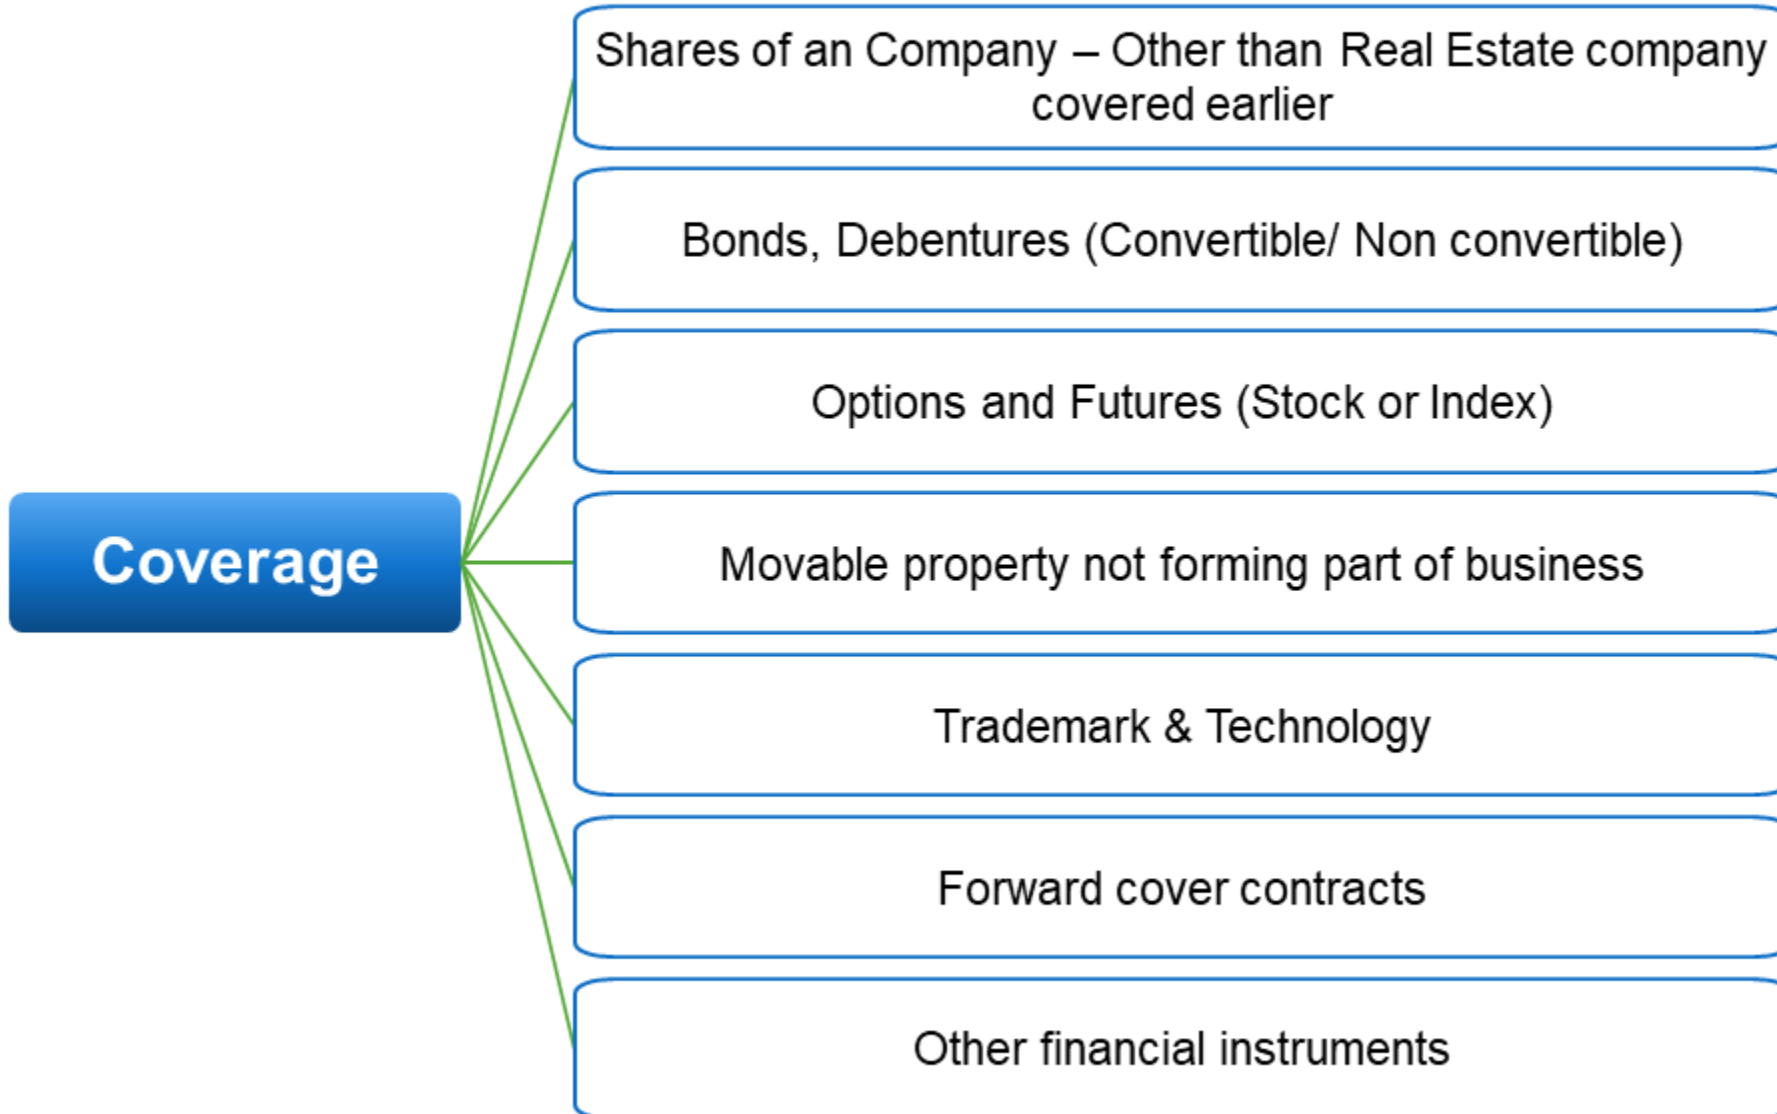 Coverage
Shares of an Company – Other than Real Estate company
covered earlier
Bonds, Debentures (Convertible/ Non convertible)
Options and Futures (Stock or Index)
Movable property not forming part of business
Trademark & Technology
Forward cover contracts
Other financial instruments